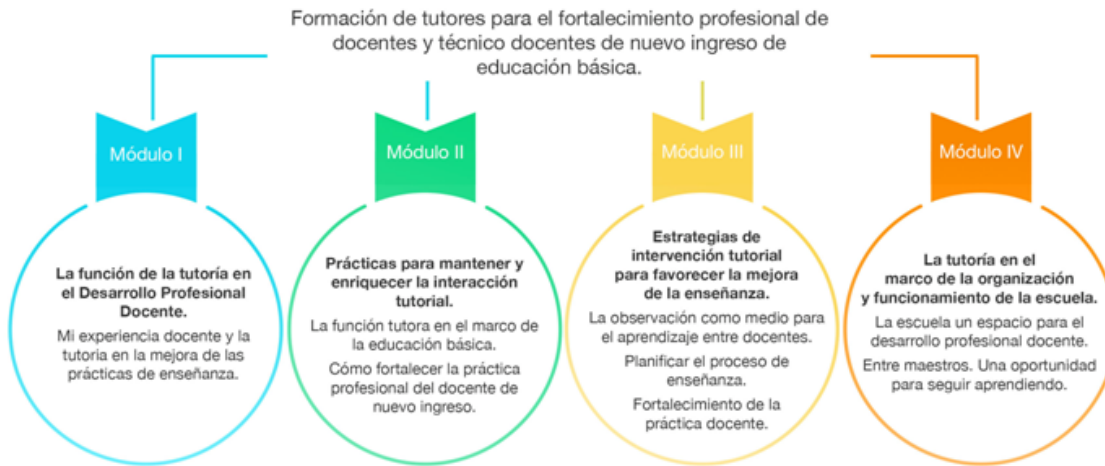 Formación de tutores para el fortalecimiento profesional de
docentes y técnico docentes de nuevo ingreso de
educación básica.
Módulo I
La función de la tutoría en
el Desarrollo Profesional
Docente.
Mi experiencia docente y la
tutoria en la mejora de las
prácticas de enseñanza.
Módulo II
Prácticas para mantener y
enriquecer la interacción
tutorial.
La función tutora en el marco de
la educación básica.
Cómo fortalecer la práctica
profesional del docente de
nuevo ingreso.
Módulo III
Estrategias de
intervención tutorial
para favorecer la mejora
de la enseñanza.
La observación como medio para
el aprendizaje entre docentes.
Planificar el proceso de
enseñanza.
Fortalecimiento de la
práctica docente.
Módulo IV
La tutoría en el
marco de la organización
y funcionamiento de la escuela.
La escuela un espacio para el
desarrollo profesional docente.
Entre maestros. Una oportunidad
para seguir aprendiendo.